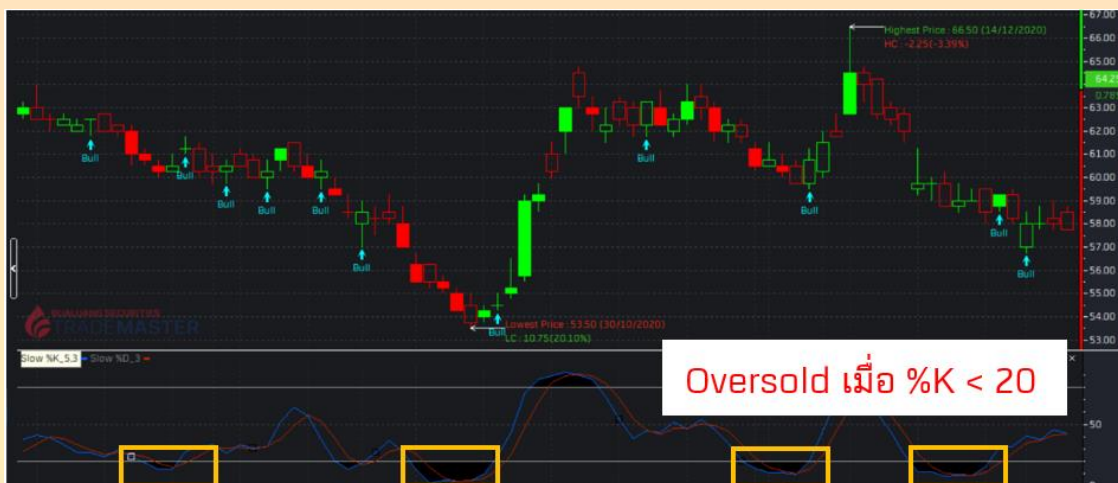 67.00
Highest Price : 66.50 (14/12/2020)
66.00
HC : -2.25(-3.39%)
65.00
64.25
0.78%
63.00
62.00
Bull
61.00
Bull
60.00
Bull
Bull
Bull
Bull
59.00
Bull
58.00
Bull
57.00
Bull
Bull
56.00
55.00
BUALUANG SECURITIES
TRADEMASTER
54.00
Bull
Lowest Price : 53.50 (30/10/2020)
LC : 10.75(20.10%)
53.00
Slow %K_5,3 Slow %D_3
Oversold เมื่อ %K < 20
50